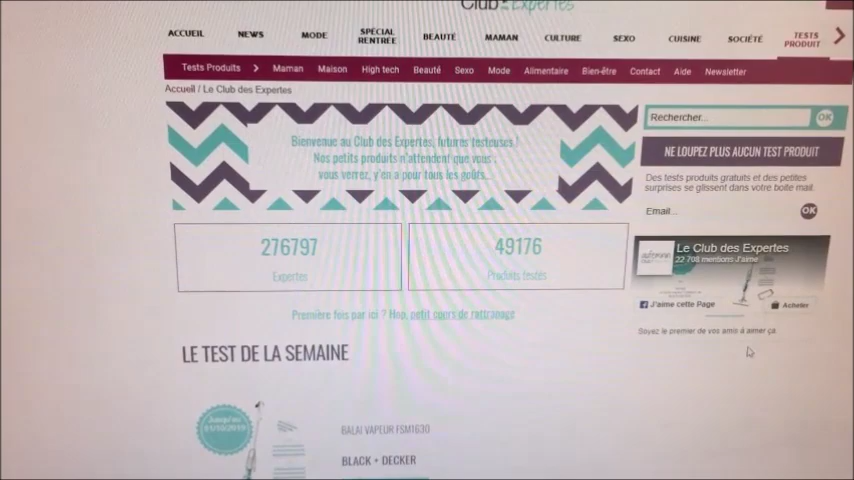 Club des Expertes
ACCUEIL NEWS MODE SPÉCIAL RENTRÉE BEAUTÉ MAMAN CULTURE SEXO CUISINE SOCIÉTÉ TESTS PRODUIT
Tests Produits Maman Maison High tech Beauté Sexo Mode Alimentaire Bien-être Contact Aide Newsletter
Accueil / Le Club des Expertes
Bienvenue au Club des Expertes, futures testeuses !
Nos petits produits n'attendent que vous :
vous verrez, y'en a pour tous les goûts...
276797
Expertes
49176
Produits testés
Première fois par ici ? Hop, petit cours de rattrapage
LE TEST DE LA SEMAINE
Jusqu'au
01/10/2019
BALAI VAPEUR FSM1630
BLACK + DECKER
Rechercher... OK
NE LOUPEZ PLUS AUCUN TEST PRODUIT
Des tests produits gratuits et des petites
surprises se glissent dans votre boite mail.
Email... OK
Le Club des Expertes
22 708 mentions J'aime
J'aime cette Page Acheter
Soyez le premier de vos amis à aimer ça.